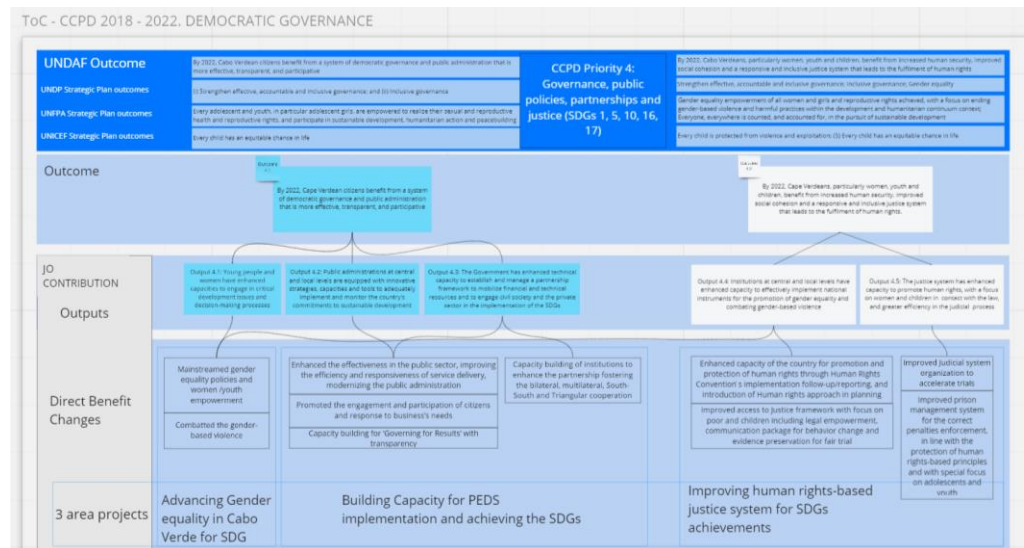 ToC - CCPD 2018 - 2022. DEMOCRATIC GOVERNANCE
UNDAF Outcome
By 2022, Cabo Verdean citizens benefit from a system of democratic governance and public administration that is
more effective, transparent, and participative
UNDP Strategic Plan outcomes
(i) Strengthen effective, accountable and inclusive governance; and (ii) Inclusive governance
UNFPA Strategic Plan outcomes
Every adolescent and youth, in particular adolescent girls, are empowered to realize their sexual and reproductive
health and reproductive rights, and participate in sustainable development, humanitarian action and peacebuilding
UNICEF Strategic Plan outcomes
Every child has an equitable chance in life
CCPD Priority 4:
Governance, public
policies, partnerships and
justice (SDGs 1, 5, 10, 16,
17)
By 2022, Cabo Verdeans, particularly women, youth and children, benefit from increased human security, improved
social cohesion and a responsive and inclusive justice system that leads to the fulfilment of human rights
Strengthen effective, accountable and inclusive governance; inclusive governance; Gender equality
Gender equality empowerment of all women and girls and reproductive rights achieved, with a focus on ending
gender-based violence and harmful practices within the development and humanitarian continuum context;
Everyone, everywhere is counted, and accounted for, in the pursuit of sustainable development
Every child is protected from violence and exploitation; (5) Every child has an equitable chance in life
Outcome
Outcome
By 2022, Cape Verdean citizens benefit from a system
of democratic governance and public administration
that is more effective, transparent, and participative
Outcome
By 2022, Cape Verdeans, particularly women, youth and
children, benefit from increased human security, improved
social cohesion and a responsive and inclusive justice system
that leads to the fulfilment of human rights.
JO
CONTRIBUTION
Outputs
Output 4.1: Young people and
women have enhanced
capacities to engage in critical
development issues and
decision-making processes
Output 4.2: Public administrations at central
and local levels are equipped with innovative
strategies, capacities and tools to adequately
implement and monitor the country's
commitments to sustainable development
Output 4.3: The Government has enhanced technical
capacity to establish and manage a partnership
framework to mobilize financial and technical
resources and to engage civil society and the private
sector in the implementation of the SDGs
Output 4.4: Institutions at central and local levels have
enhanced capacity to effectively implement national
instruments for the promotion of gender equality and
combating gender-based violence
Output 4.5: The justice system has enhanced
capacity to promote human rights, with a focus
on women and children in contact with the law,
and greater efficiency in the judicial process
Direct Benefit
Changes
Mainstreamed gender
equality policies and
women /youth
empowerment
Combatted the gender-
based violence
Enhanced the effectiveness in the public sector, improving
the efficiency and responsiveness of service delivery,
modernizing the public administration
Promoted the engagement and participation of citizens
and response to business's needs
Capacity building for 'Governing for Results' with
transparency
Capacity building of institutions to
enhance the partnership fostering
the bilateral, multilateral, South-
South and Triangular cooperation
Enhanced capacity of the country for promotion and
protection of human rights through Human Rights
Convention's implementation follow-up/reporting, and
introduction of Human rights approach in planning
Improved access to Justice framework with focus on
poor and children including legal empowerment,
communication package for behavior change and
evidence preservation for fair trial
Improved Judicial system
organization to
accelerate trials
Improved prison
management system
for the correct
penalties enforcement,
in line with the
protection of human
rights-based principles
and with special focus
on adolescents and
youth
3 area projects
Advancing Gender
equality in Cabo
Verde for SDG
Building Capacity for PEDS
implementation and achieving the SDGs
Improving human rights-based
justice system for SDGs
achievements